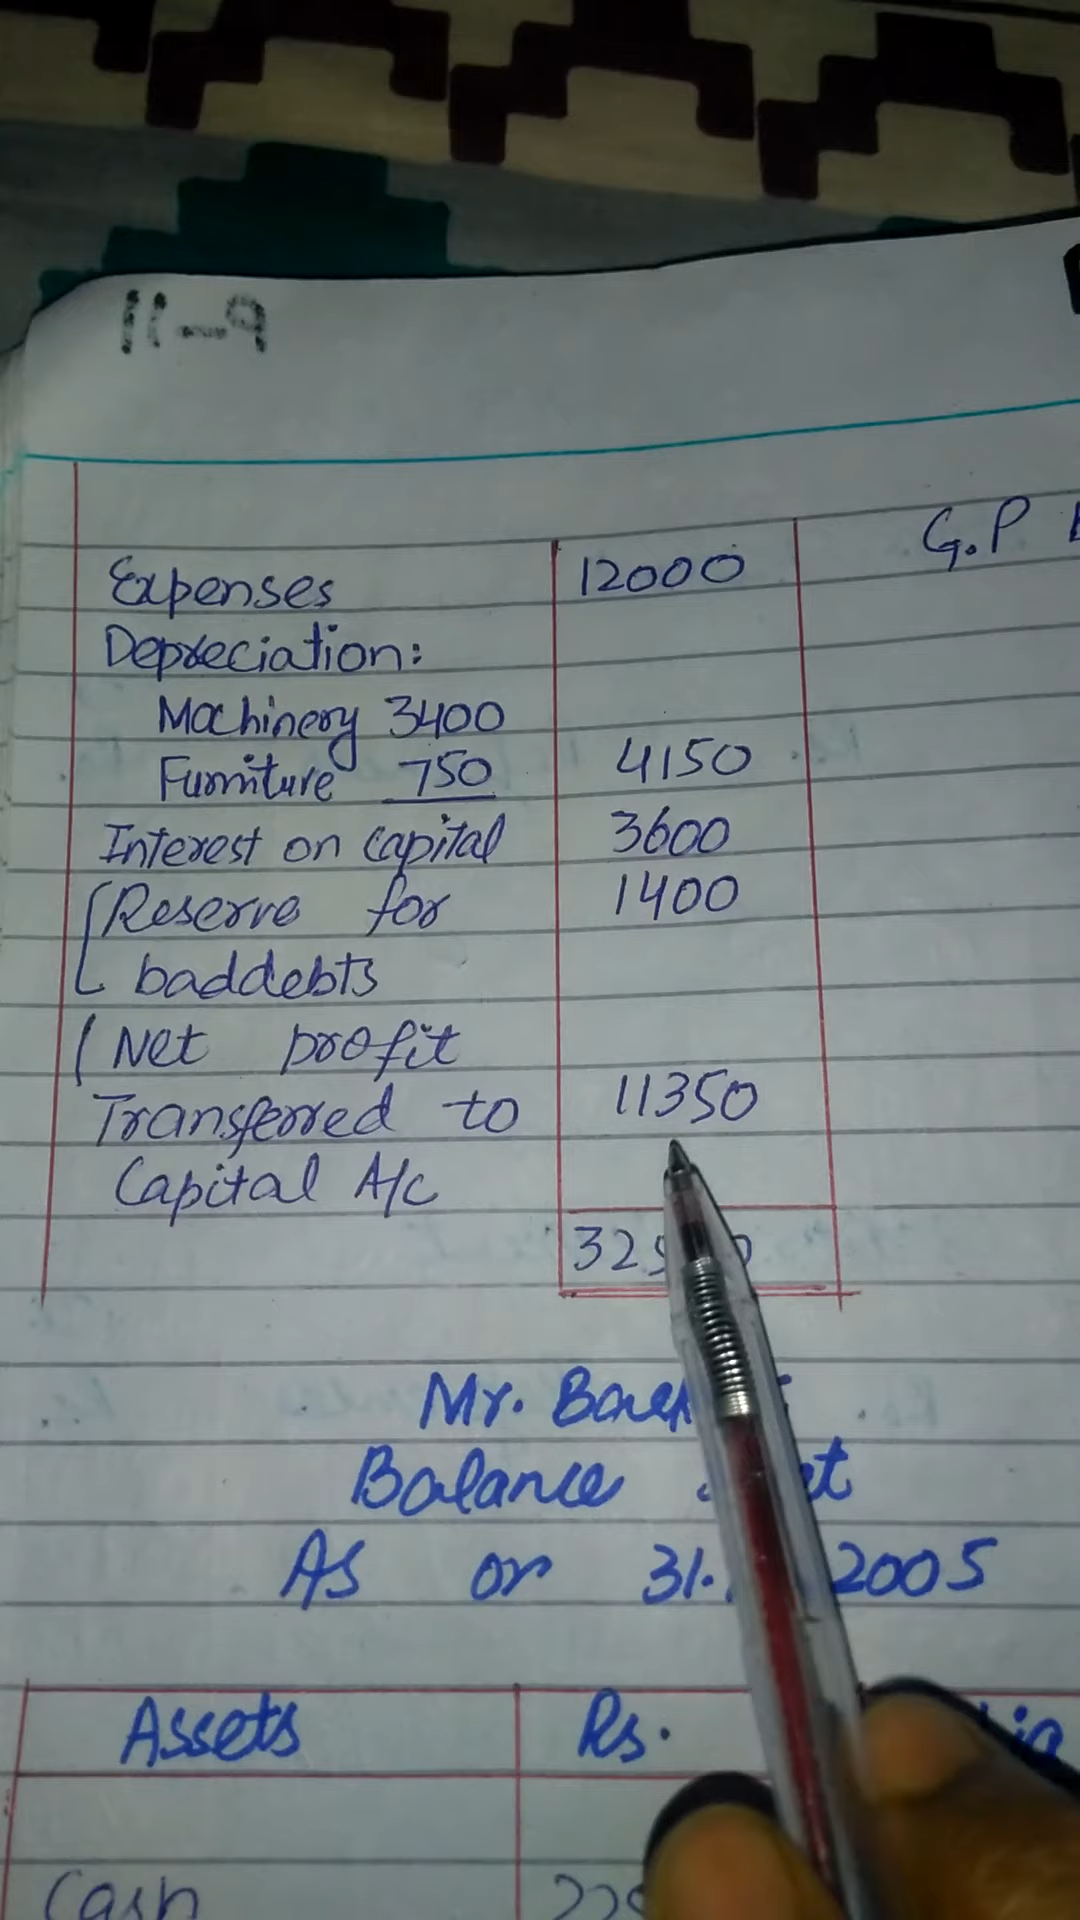 11-9
G.P
Expenses 12000
Depreciation:
Machinery 3400
Furniture 750 4150
Interest on capital 3600
Reserve for 1400
baddebts
Net profit
Transferred to 11350
Capital A/c
Mr.
Balance
As on 31. 2005
Assets Rs.
Cash